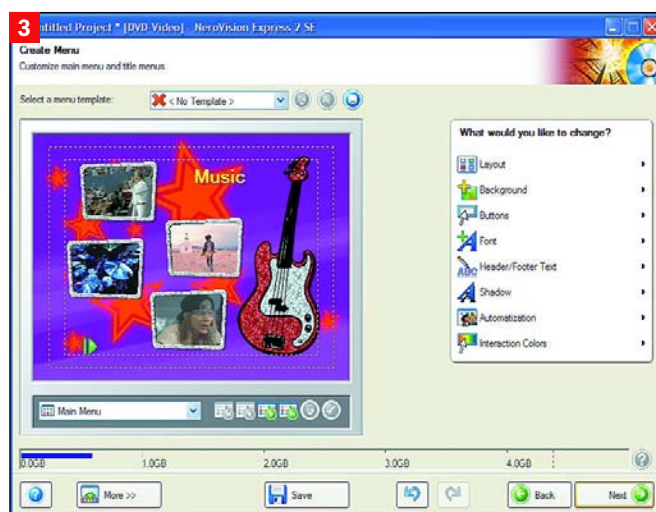 3
ntitled Project * [DVD-Video] - NeroVision Express 2 SE
Create Menu
Customize main menu and title menus.
Select a menu template:
< No Template >
Music
What would you like to change?
Layout
Background
Buttons
Font
ABC
Header/Footer Text
Shadow
Automatization
Interaction Colors
Main Menu
0.0GB
1.0GB
2.0GB
3.0GB
4.0GB
More >>
Save
Back
Next